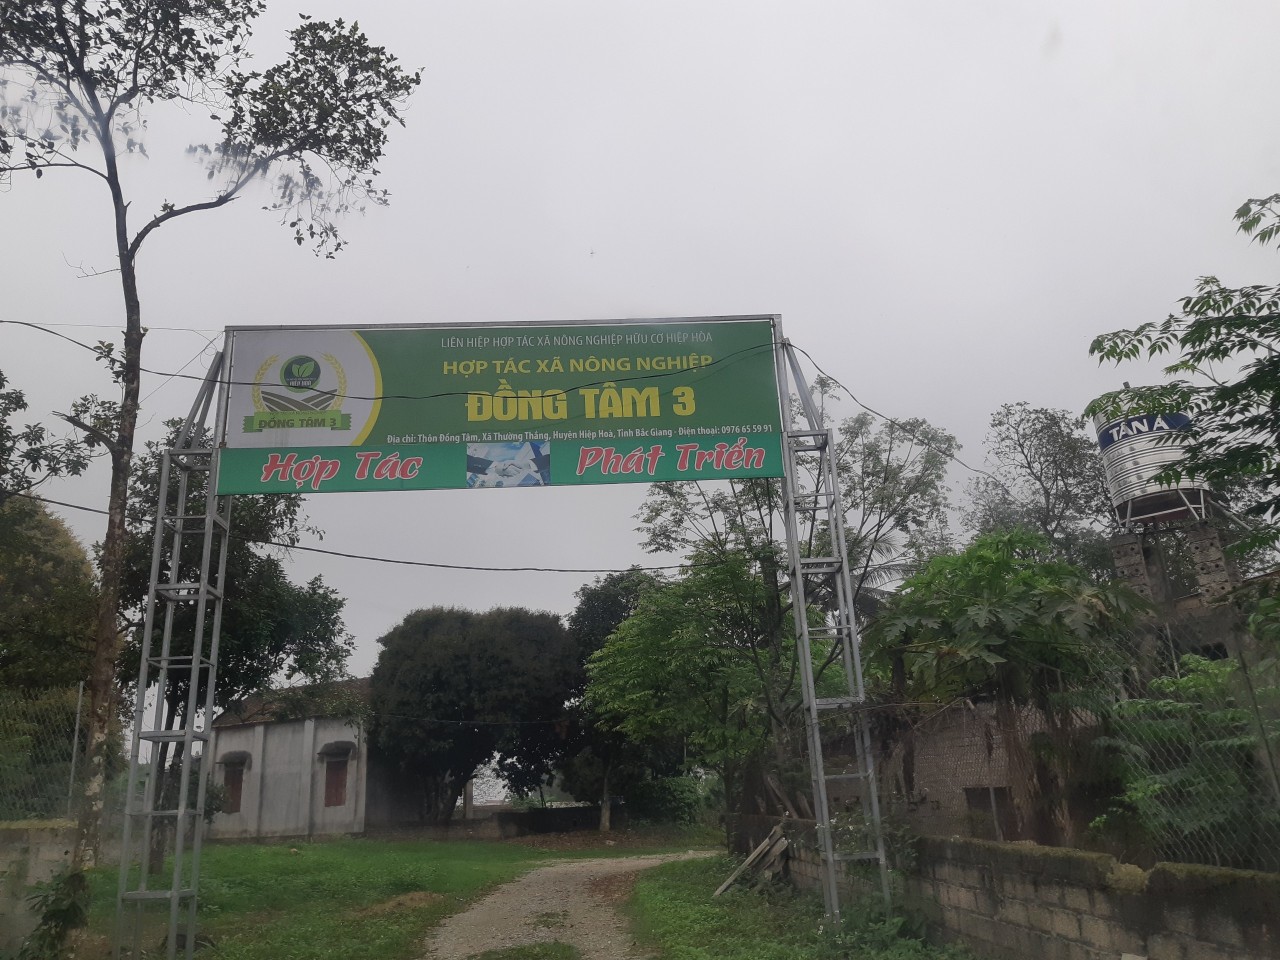 LIÊN HIỆP HỢP TÁC XÃ NÔNG NGHIỆP HỮU CƠ HIỆP HÒA
HỢP TÁC XÃ NÔNG NGHIỆP
ĐỒNG TÂM 3
Địa chỉ: Thôn Đồng Tâm, Xã Thường Thắng, Huyện Hiệp Hoà, Tỉnh Bắc Giang - Điện thoại: 0976 65 59 91
HIỆP HÒA
ĐỒNG TÂM 3
Hợp Tác Phát Triển
TÂN Á